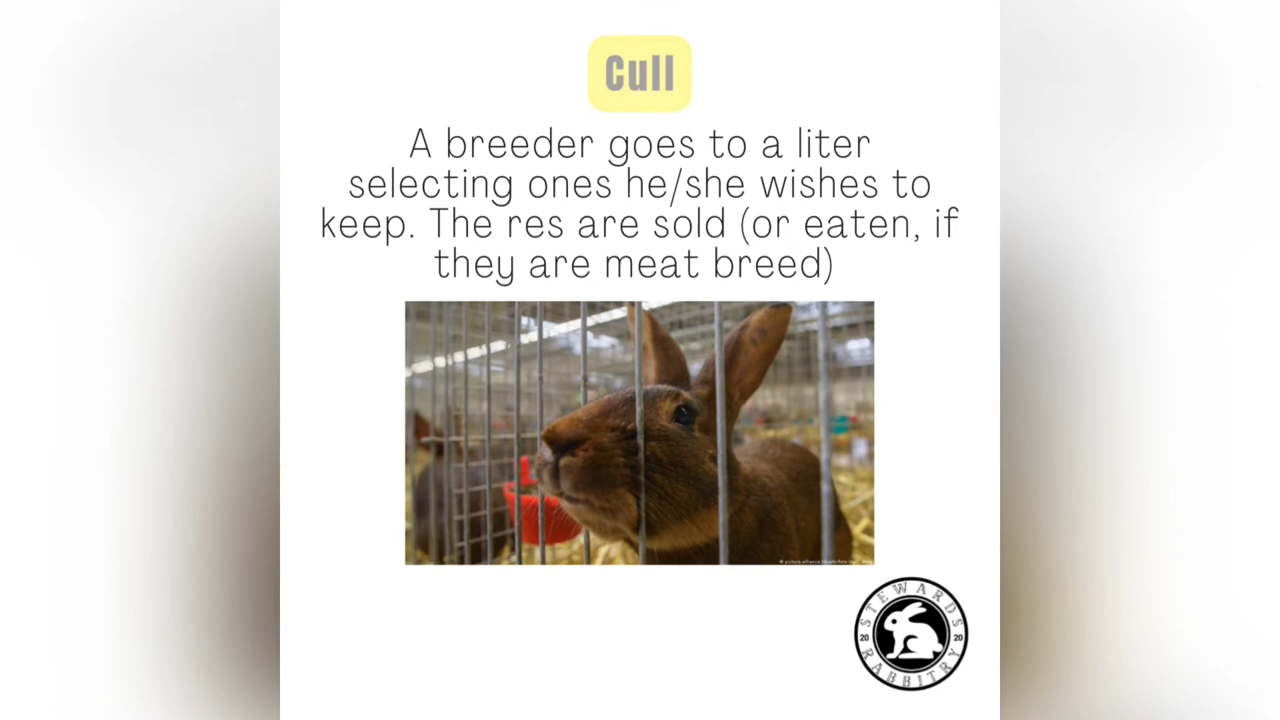 Cull
A breeder goes to a liter
selecting ones he/she wishes to
keep. The res are sold (or eaten, if
they are meat breed)
STEWARDS
20 20
RABBITRY